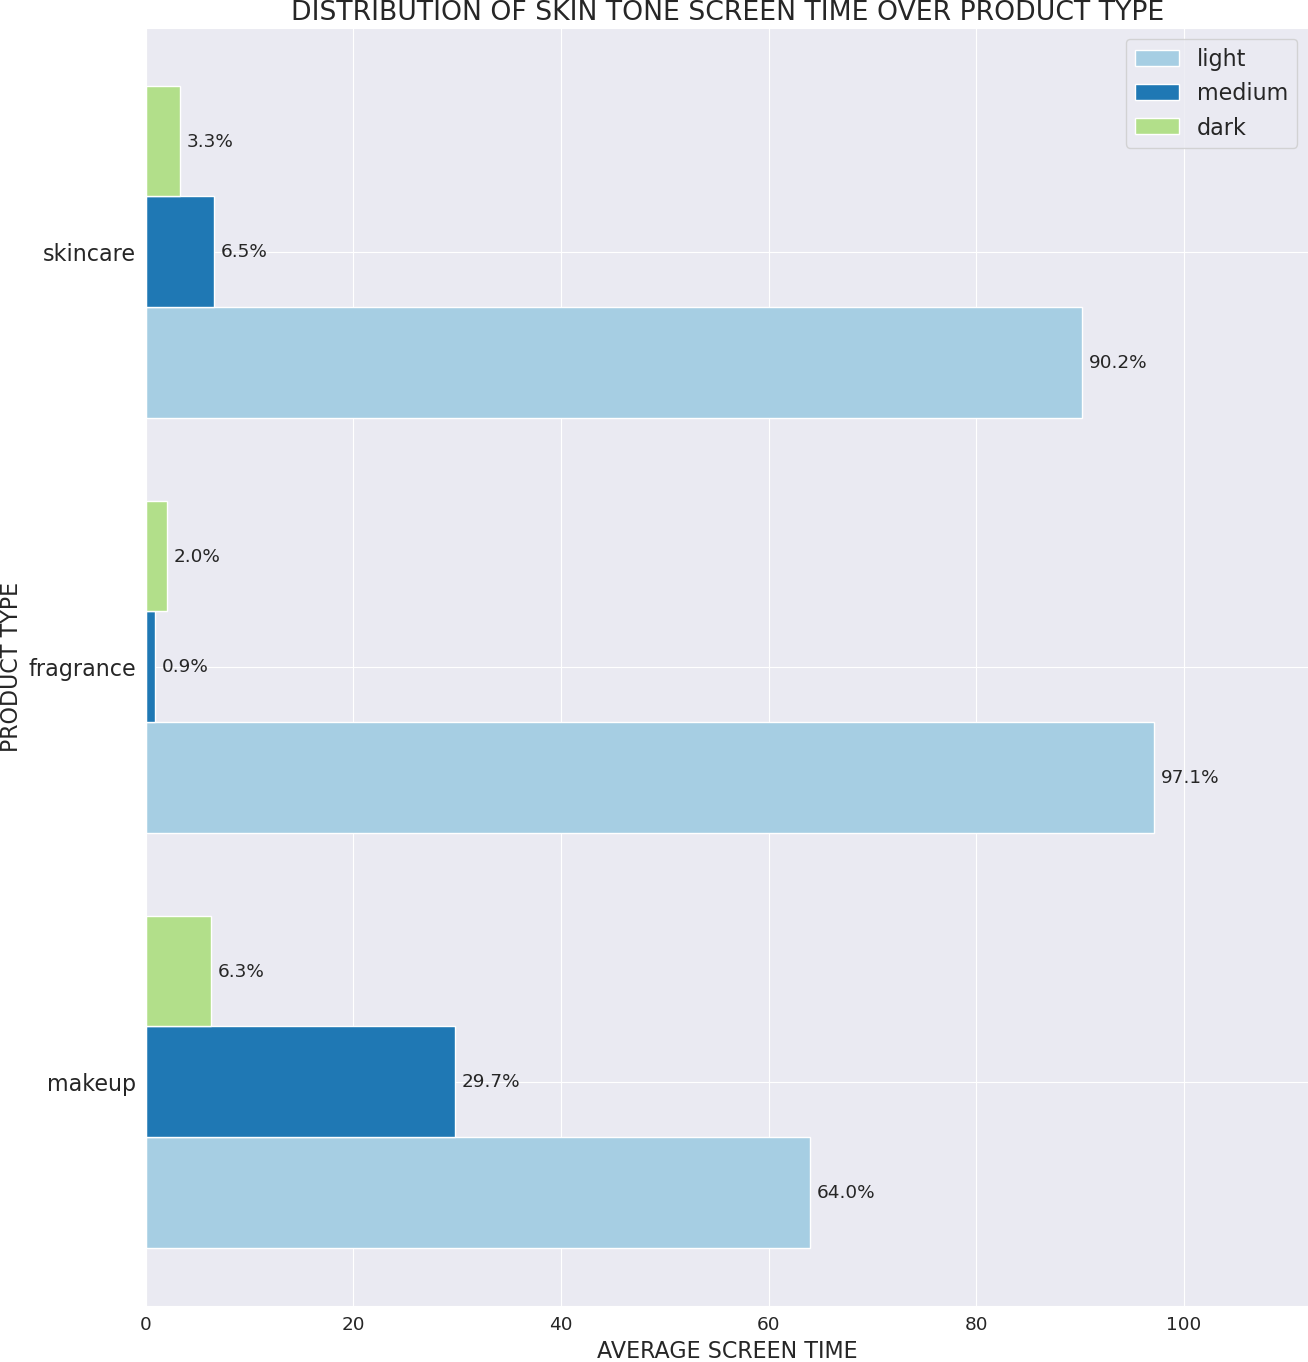 DISTRIBUTION OF SKIN TONE SCREEN TIME OVER PRODUCT TYPE
light
medium
dark
3.3%
skincare
6.5%
90.2%
2.0%
PRODUCT TYPE
fragrance
0.9%
97.1%
6.3%
makeup
29.7%
64.0%
0
20
40
60
80
100
AVERAGE SCREEN TIME